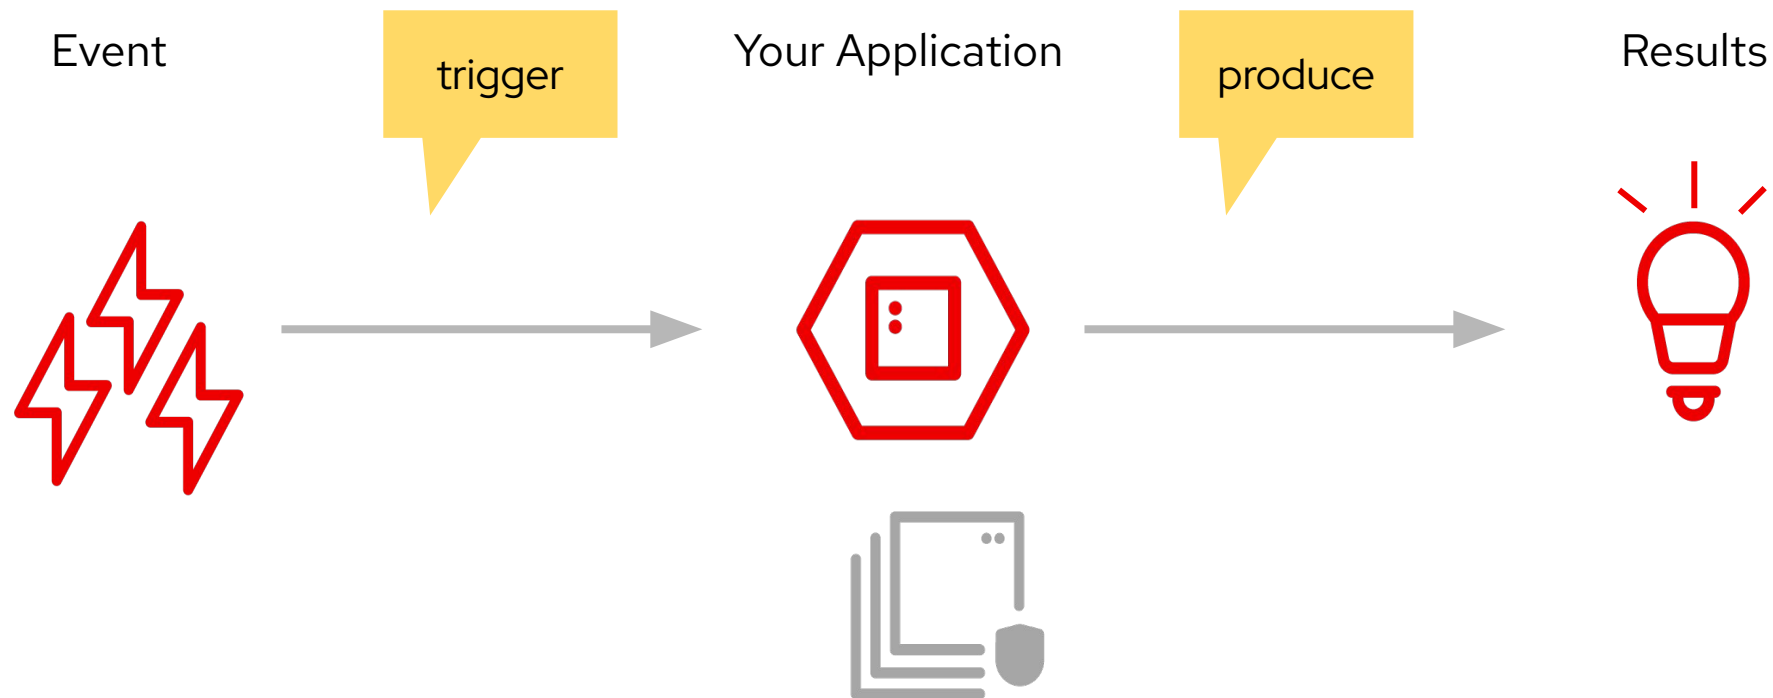 Event
trigger
Your Application
produce
Results